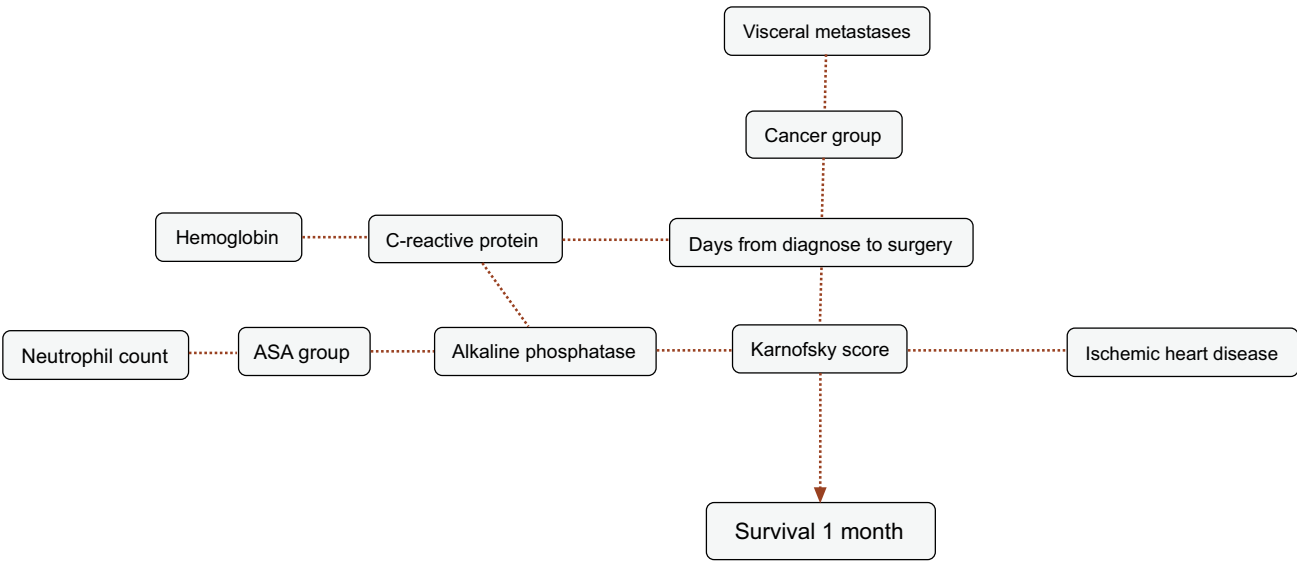 Visceral metastases
Cancer group
Hemoglobin
C-reactive protein
Days from diagnose to surgery
Neutrophil count
ASA group
Alkaline phosphatase
Karnofsky score
Ischemic heart disease
Survival 1 month